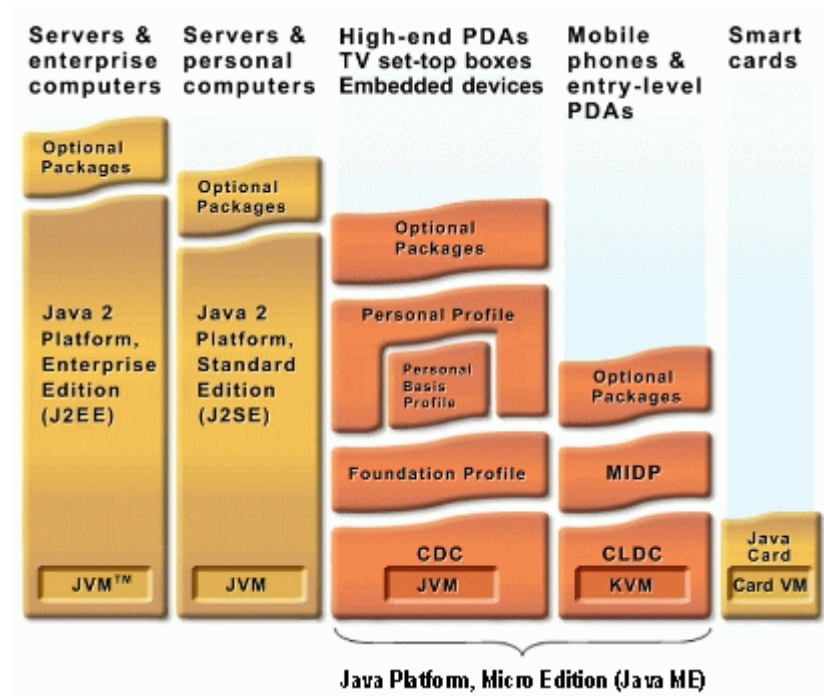 Servers &
enterprise
computers
Servers &
personal
computers
High-end PDAs
TV set-top boxes
Embedded devices
Mobile
phones &
entry-level
PDAs
Smart
cards
Optional
Packages
Java 2
Platform,
Enterprise
Edition
(J2EE)
JVM™
Optional
Packages
Java 2
Platform,
Standard
Edition
(J2SE)
JVM
Optional
Packages
Personal Profile
Personal
Basis
Profile
Foundation Profile
CDC
JVM
Optional
Packages
MIDP
CLDC
KVM
Java
Card
Card VM
Java Platform, Micro Edition (Java ME)